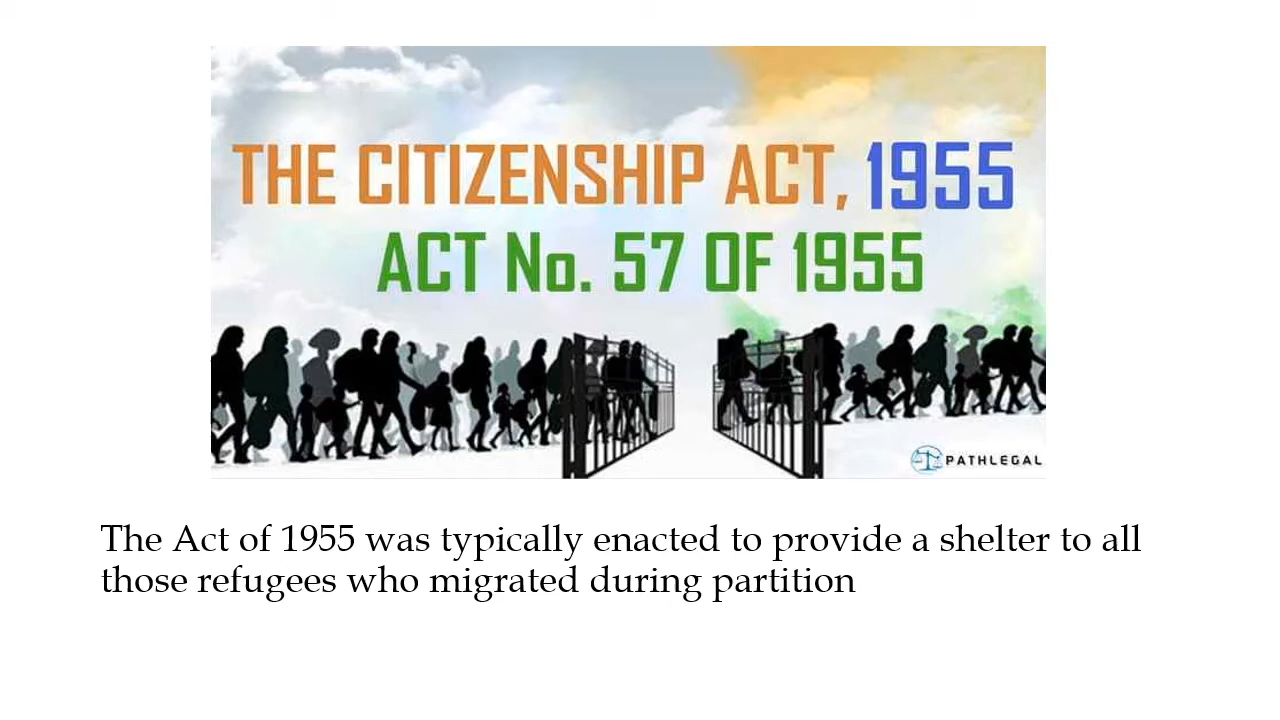 THE CITIZENSHIP ACT, 1955
ACT No. 57 OF 1955
PATHLEGAL
The Act of 1955 was typically enacted to provide a shelter to all
those refugees who migrated during partition